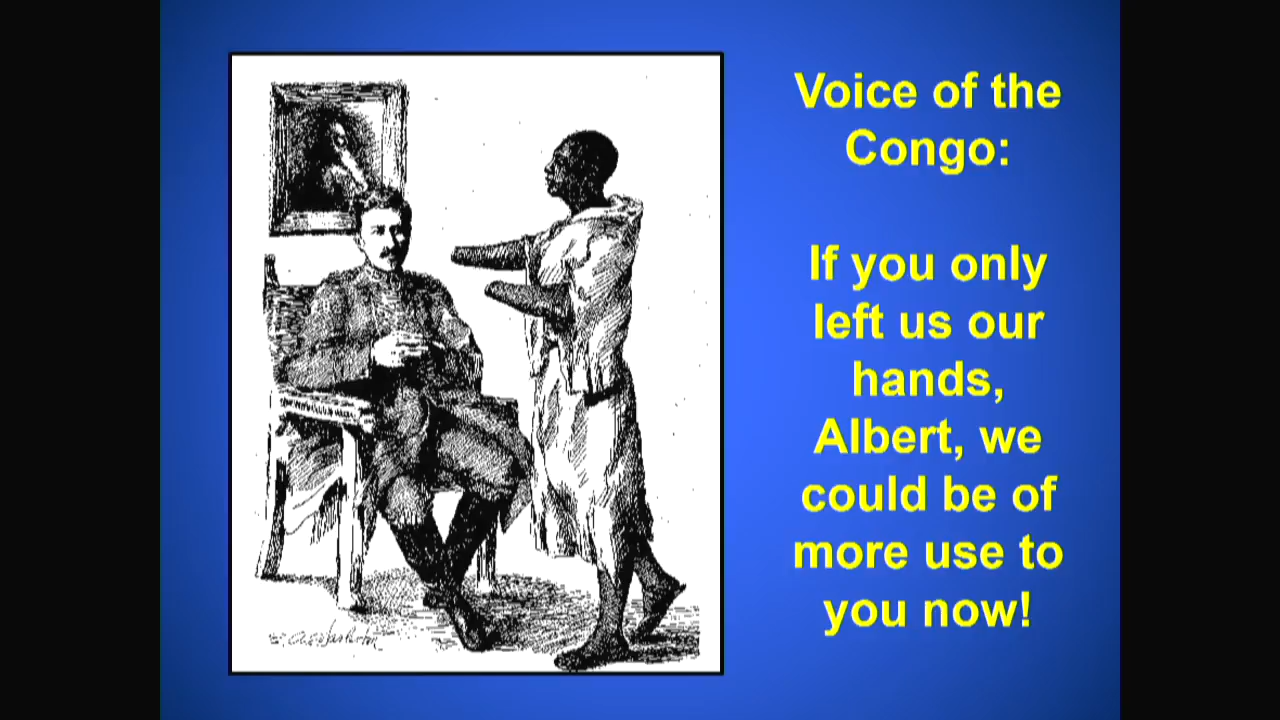 Voice of the
Congo:
If you only
left us our
hands,
Albert, we
could be of
more use to
you now!